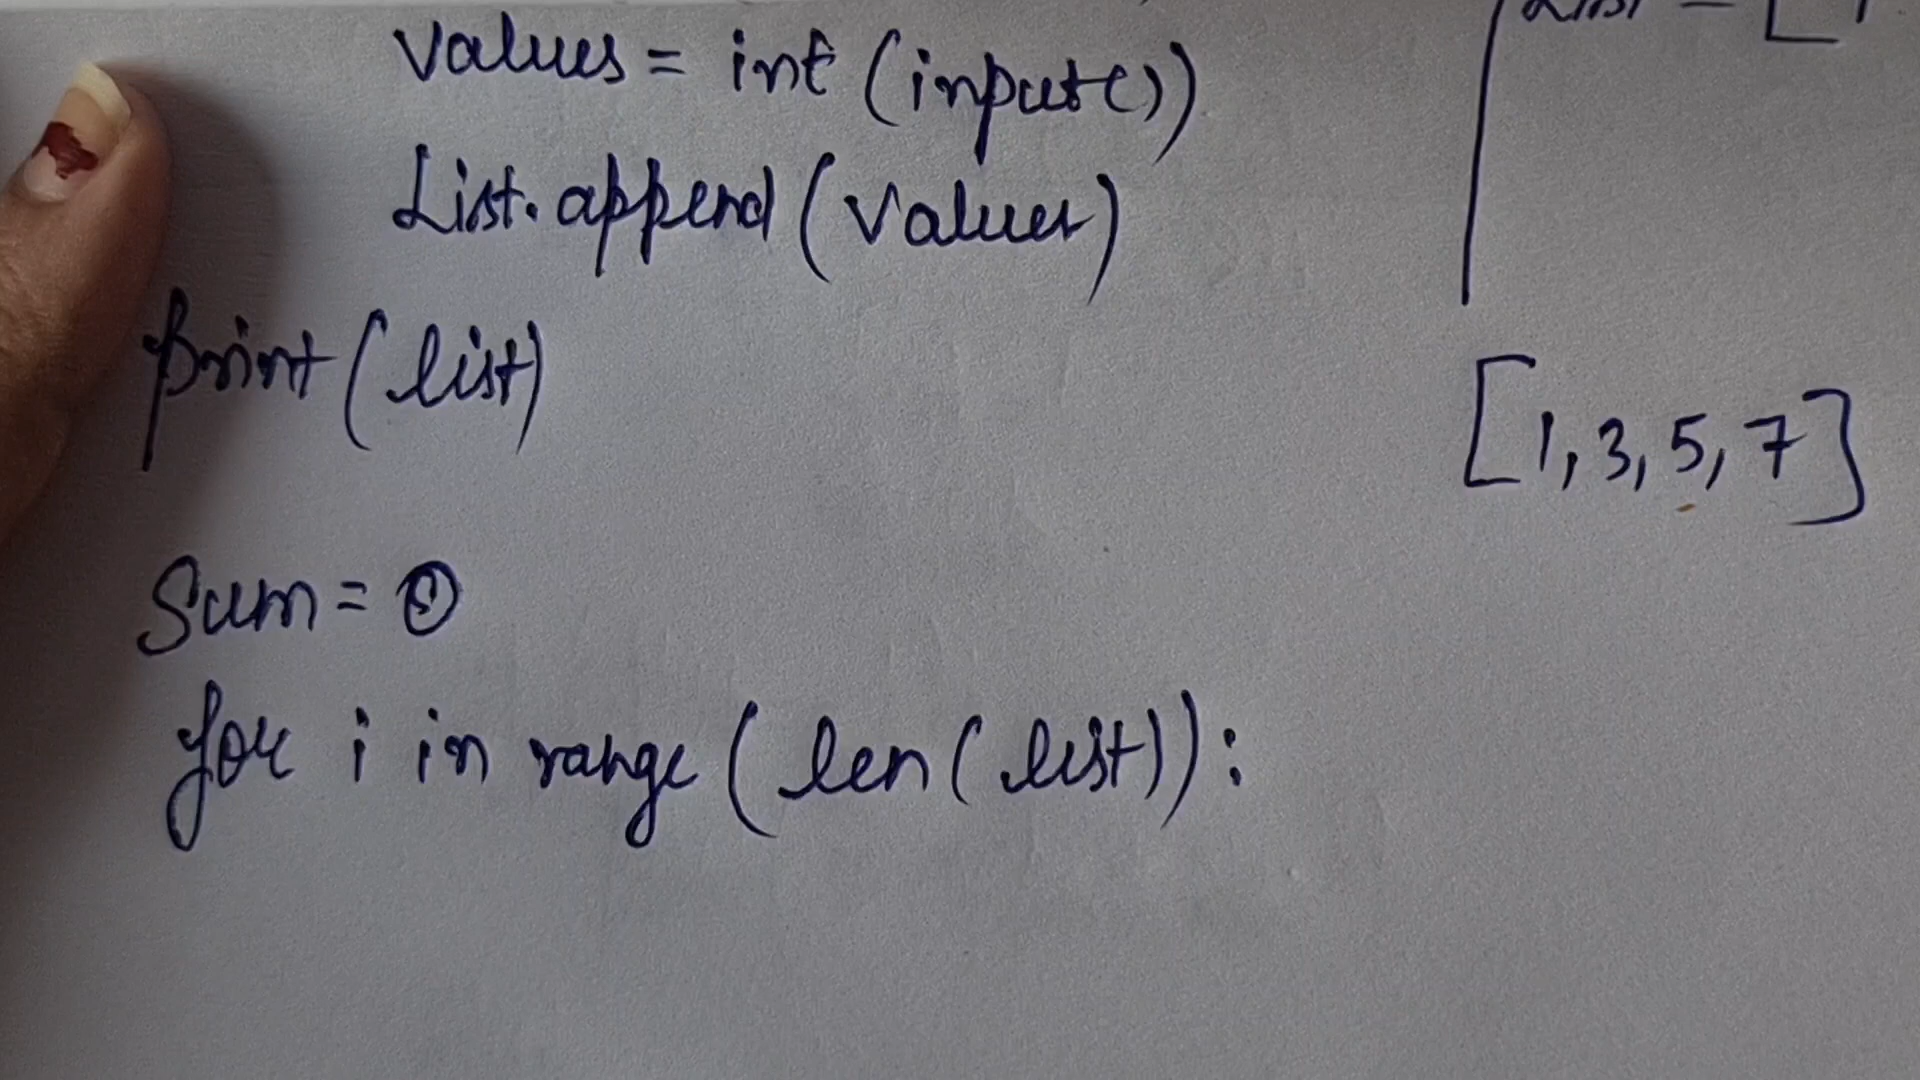 values = int (input())
List.append (values)
print (list)
[1, 3, 5, 7]
Sum = 0
for i in range (len (list)):